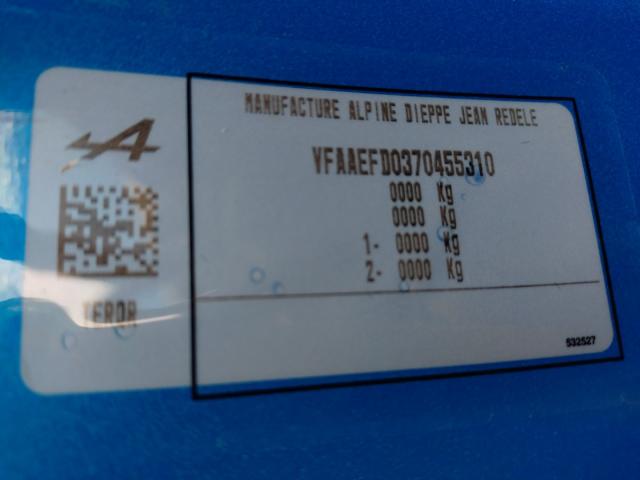 MANUFACTURE ALPINE DIEPPE JEAN REDELE
VFAAEFD0370455310
0000 Kg
0000 Kg
1- 0000 Kg
2- 0000 Kg
532527